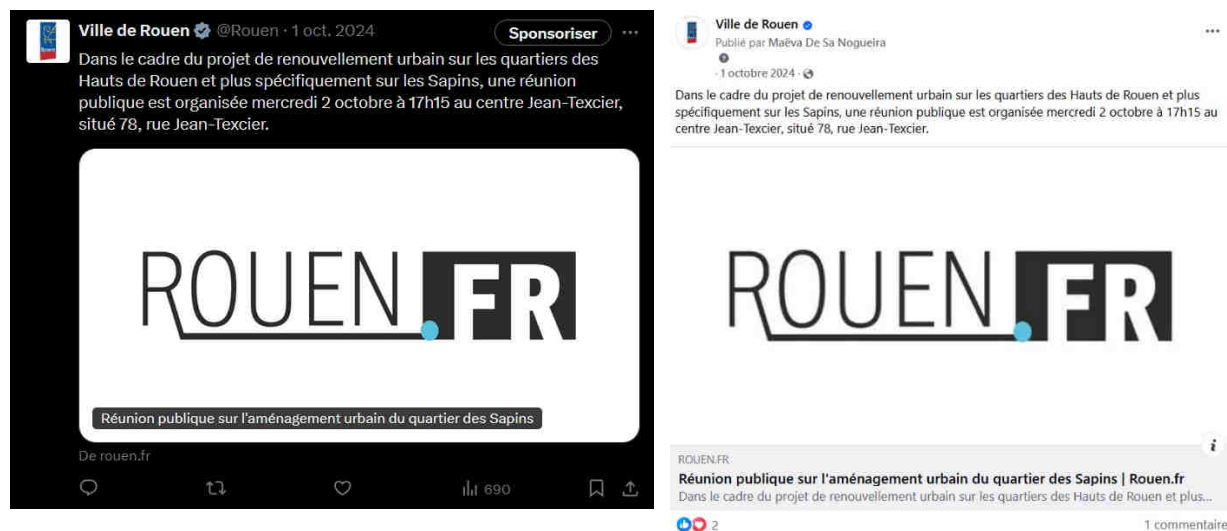 Ville de Rouen @Rouen · 1 oct. 2024
Sponsoriser
Dans le cadre du projet de renouvellement urbain sur les quartiers des
Hauts de Rouen et plus spécifiquement sur les Sapins, une réunion
publique est organisée mercredi 2 octobre à 17h15 au centre Jean-Texcier,
situé 78, rue Jean-Texcier.
ROUEN.FR
Réunion publique sur l'aménagement urbain du quartier des Sapins
De rouen.fr
690
Ville de Rouen
Publié par Maëva De Sa Nogueira
· 1 octobre 2024 ·
Dans le cadre du projet de renouvellement urbain sur les quartiers des Hauts de Rouen et plus
spécifiquement sur les Sapins, une réunion publique est organisée mercredi 2 octobre à 17h15 au
centre Jean-Texcier, situé 78, rue Jean-Texcier.
ROUEN.FR
ROUEN.FR
Réunion publique sur l'aménagement urbain du quartier des Sapins | Rouen.fr
Dans le cadre du projet de renouvellement urbain sur les quartiers des Hauts de Rouen et plus...
2
1 commentaire